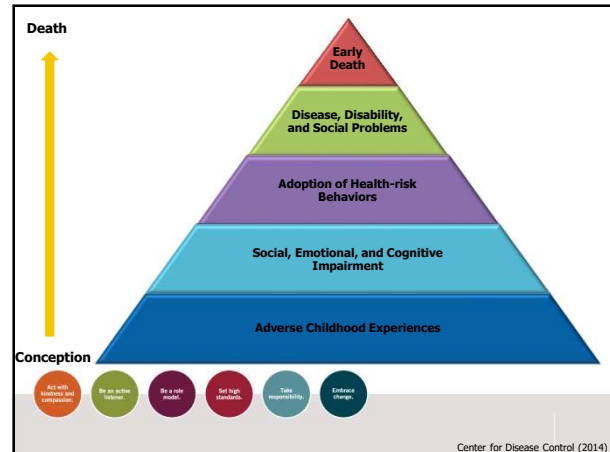 Death
Early
Death
Disease, Disability,
and Social Problems
Adoption of Health-risk
Behaviors
Social, Emotional, and Cognitive
Impairment
Adverse Childhood Experiences
Conception
Act with
kindness and
compassion.
Be an active
listener.
Be a role
model.
Set high
standards.
Take
responsibility.
Embrace
change.
Center for Disease Control (2014)